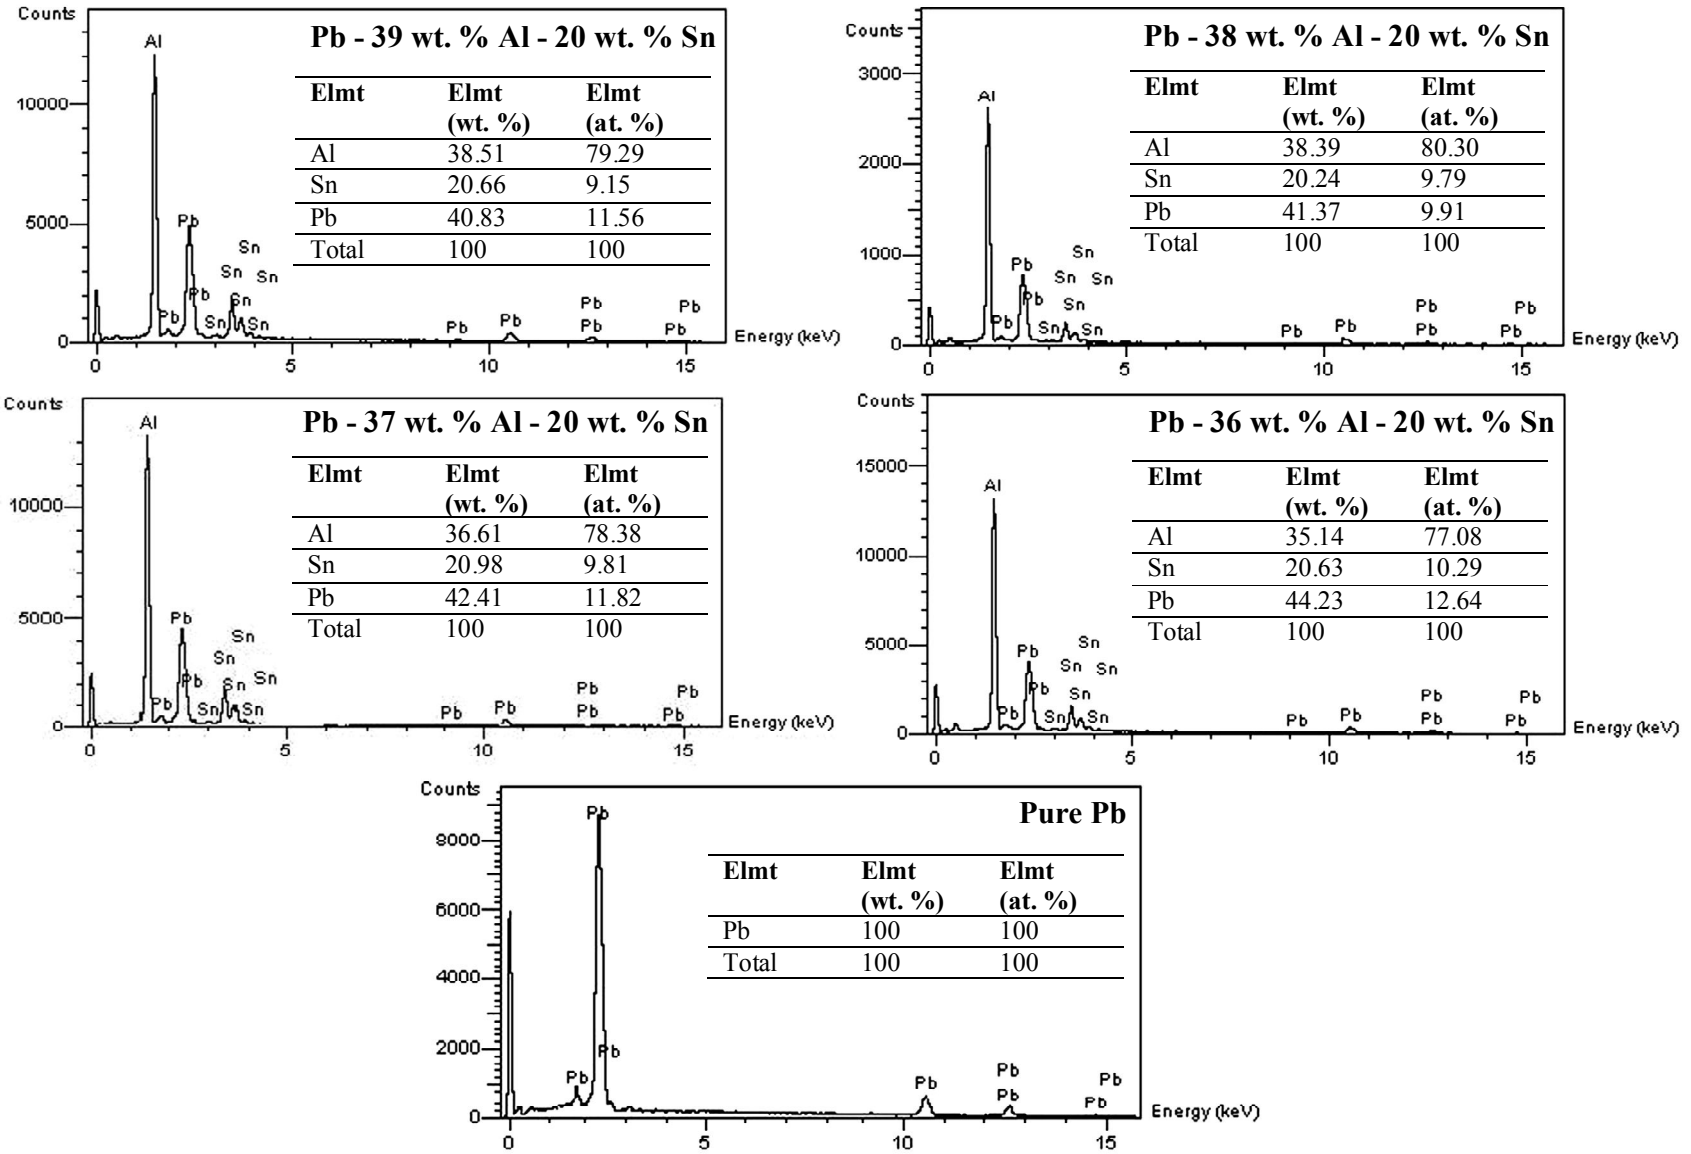 Counts
Pb - 39 wt. % Al - 20 wt. % Sn
Al
Elmt Elmt Elmt
(wt. %) (at. %)
10000
Al 38.51 79.29
Sn 20.66 9.15
5000
Pb
Pb 40.83 11.56
Total 100 100
Sn
Sn Sn
Pb Sn
Pb Sn Sn
Pb Pb Pb Pb
Pb Pb Pb
0
Energy (keV)
0 5 10 15
Counts
Pb - 38 wt. % Al - 20 wt. % Sn
3000
Elmt Elmt Elmt
(wt. %) (at. %)
Al
2000
Al 38.39 80.30
Sn 20.24 9.79
Pb 41.37 9.91
Total 100 100
1000
Sn
Pb Sn Sn
Pb Sn
Pb Sn Sn
Pb Pb
Pb Pb Pb Pb
0
Energy (keV)
0 5 10 15
Counts
Pb - 37 wt. % Al - 20 wt. % Sn
Al
Elmt Elmt Elmt
(wt. %) (at. %)
10000
Al 36.61 78.38
Sn 20.98 9.81
Pb 42.41 11.82
5000
Pb
Total 100 100
Sn
Sn Sn
Pb Sn
Pb Sn Sn
Pb Pb
Pb Pb Pb
0
Energy (keV)
0 5 10 15
Counts
Pb - 36 wt. % Al - 20 wt. % Sn
15000
Elmt Elmt Elmt
(wt. %) (at. %)
Al
10000
Al 35.14 77.08
Sn 20.63 10.29
Pb 44.23 12.64
Total 100 100
5000
Sn
Pb Sn Sn
Pb Sn
Pb Sn Sn
Pb Pb
Pb Pb Pb Pb
0
Energy (keV)
0 5 10 15
Counts
Pure Pb
Pb
8000
Elmt Elmt Elmt
(wt. %) (at. %)
6000
Pb 100 100
Total 100 100
4000
2000
Pb
Pb
Pb Pb Pb
Pb Pb
0
Energy (keV)
0 5 10 15